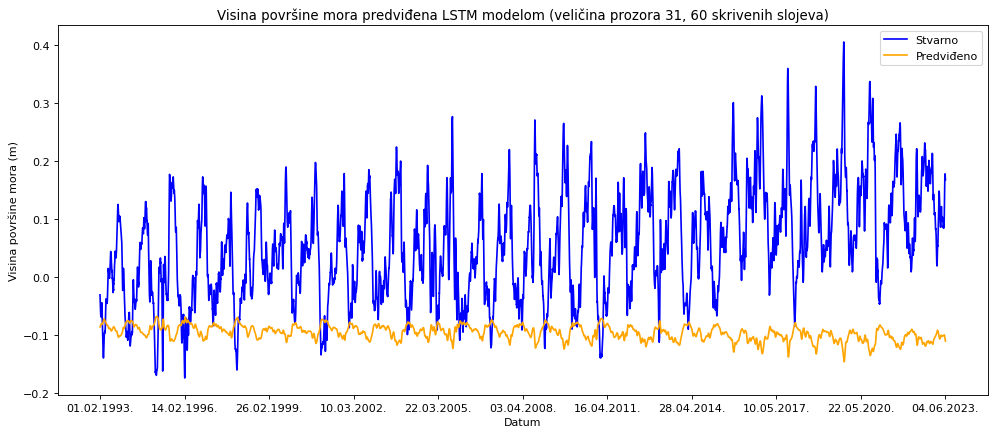 Visina površine mora predviđena LSTM modelom (veličina prozora 31, 60 skrivenih slojeva)
Stvarno
Predviđeno
Visina površine mora (m)
0.4
0.3
0.2
0.1
0.0
−0.1
−0.2
01.02.1993. 14.02.1996. 26.02.1999. 10.03.2002. 22.03.2005. 03.04.2008. 16.04.2011. 28.04.2014. 10.05.2017. 22.05.2020. 04.06.2023.
Datum